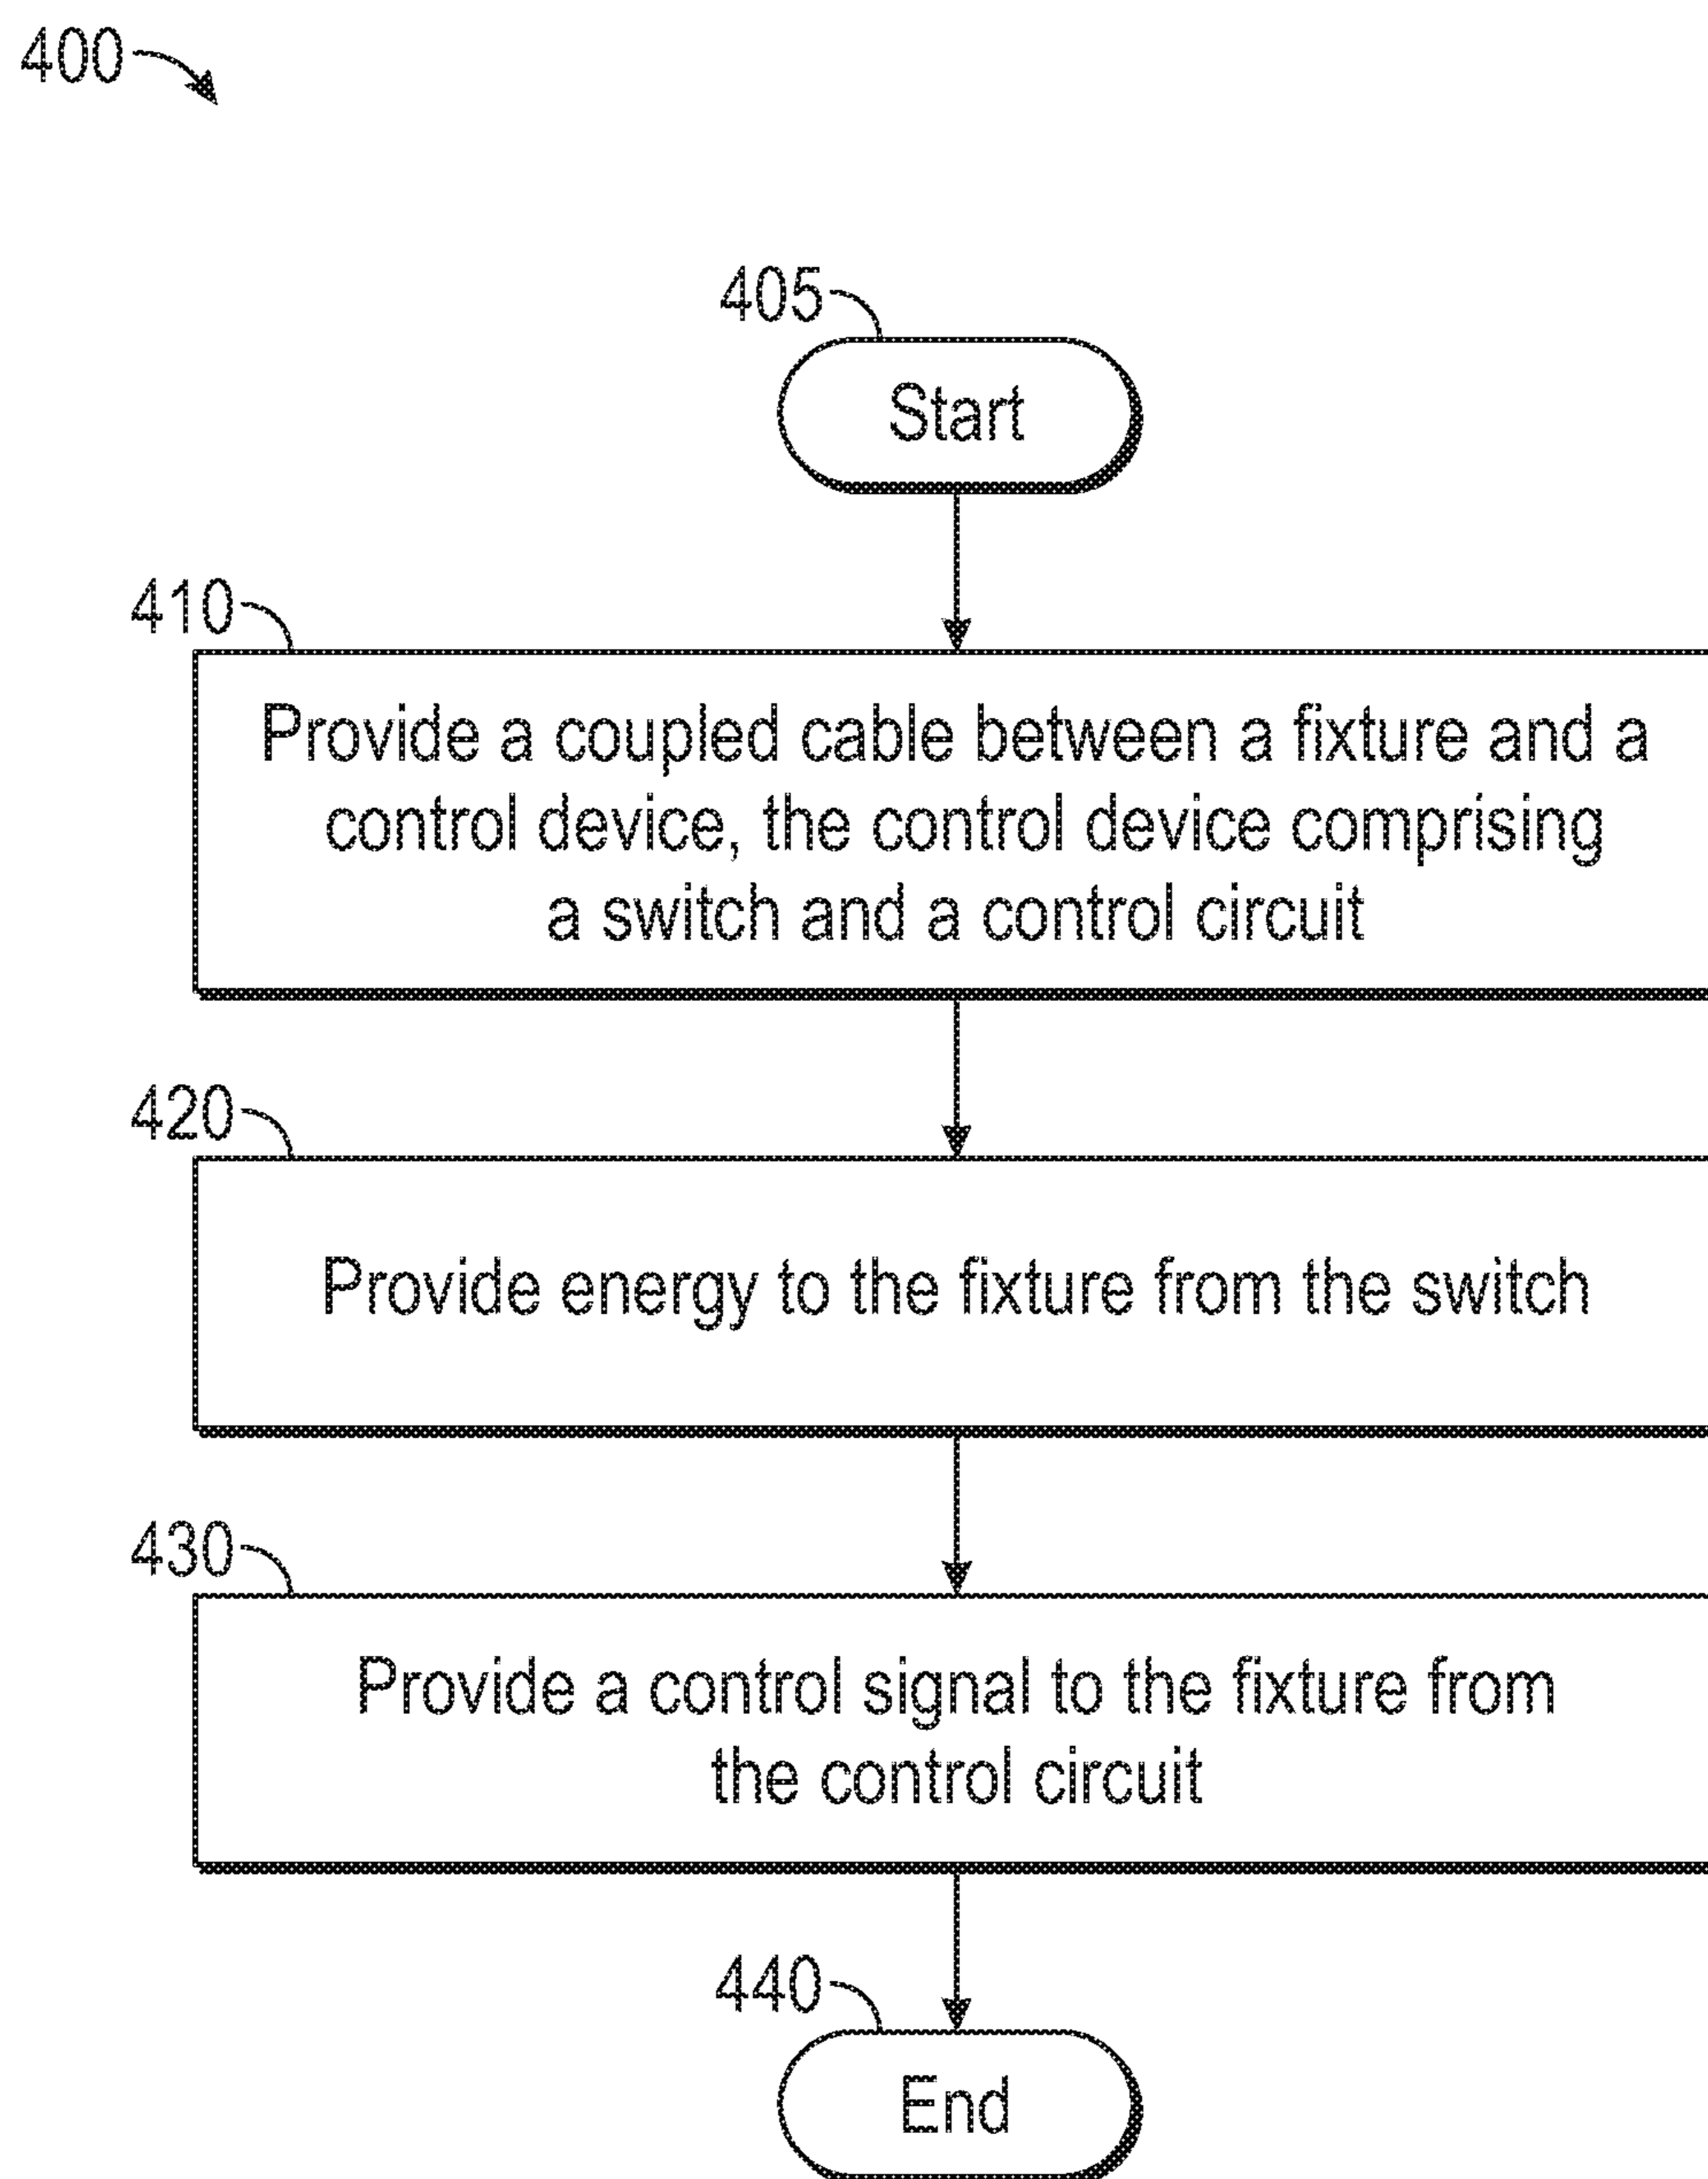 400
405
Start
410
Provide a coupled cable between a fixture and a
control device, the control device comprising
a switch and a control circuit
420
Provide energy to the fixture from the switch
430
Provide a control signal to the fixture from
the control circuit
440
End